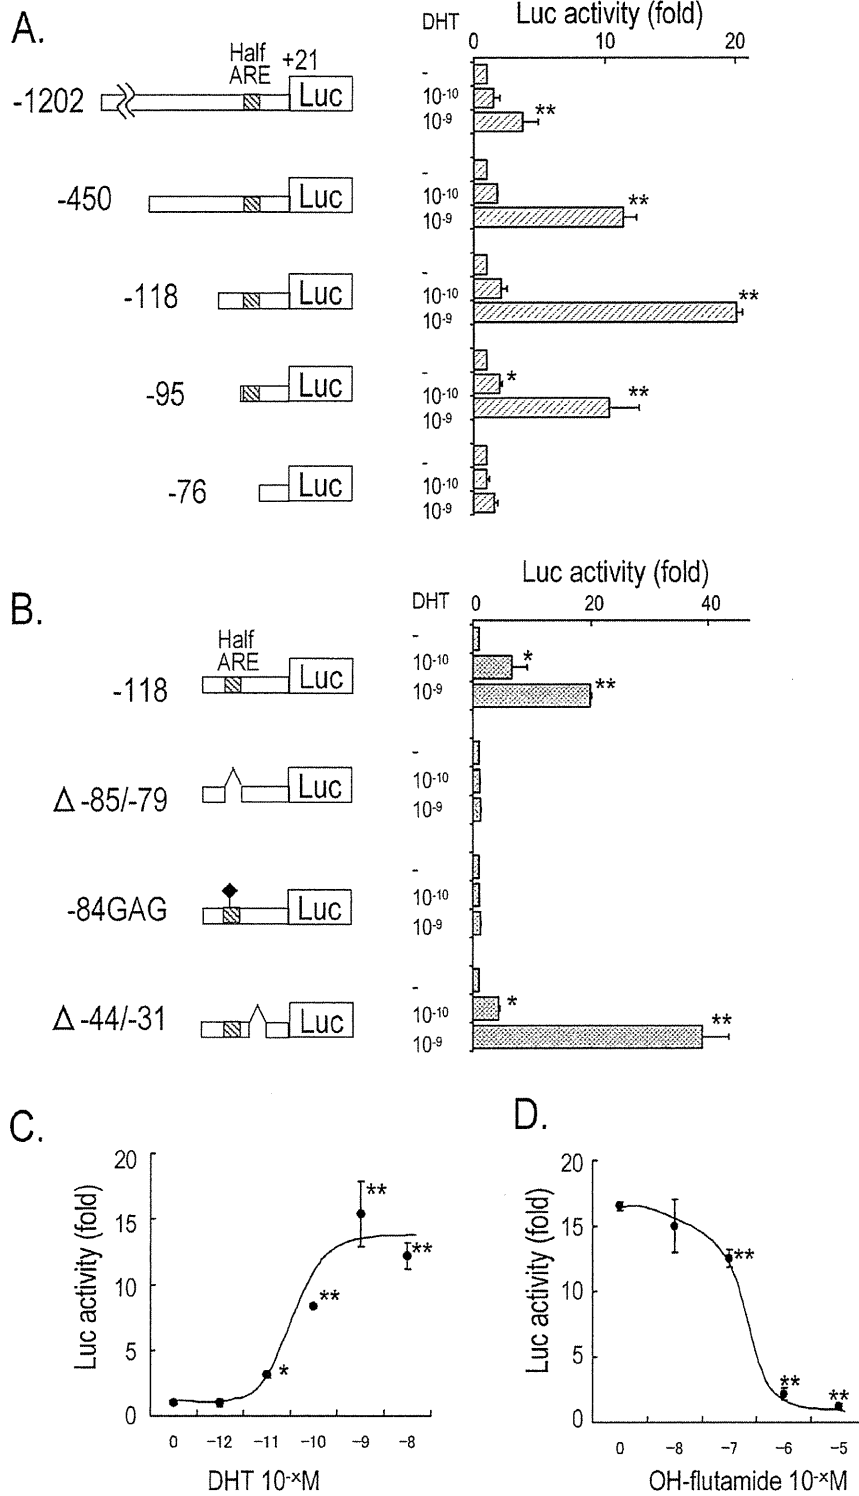 A.
DHT
Luc activity (fold)
0 10 20
Half
ARE
+21
-1202
Luc
-
10-10
10-9
**
-450
Luc
-
10-10
10-9
**
-118
Luc
-
10-10
10-9
**
-95
Luc
-
10-10
10-9
*
**
-76
Luc
-
10-10
10-9
B.
DHT
Luc activity (fold)
0 20 40
Half
ARE
-118
Luc
-
10-10
10-9
*
**
Δ -85/-79
Luc
-
10-10
10-9
-84GAG
Luc
-
10-10
10-9
Δ -44/-31
Luc
-
10-10
10-9
*
**
C.
Luc activity (fold)
20
15
10
5
0
*
**
**
**
0 −12 −11 −10 −9 −8
DHT 10-xM
D.
Luc activity (fold)
20
15
10
5
0
**
**
**
0 −8 −7 −6 −5
OH-flutamide 10-xM